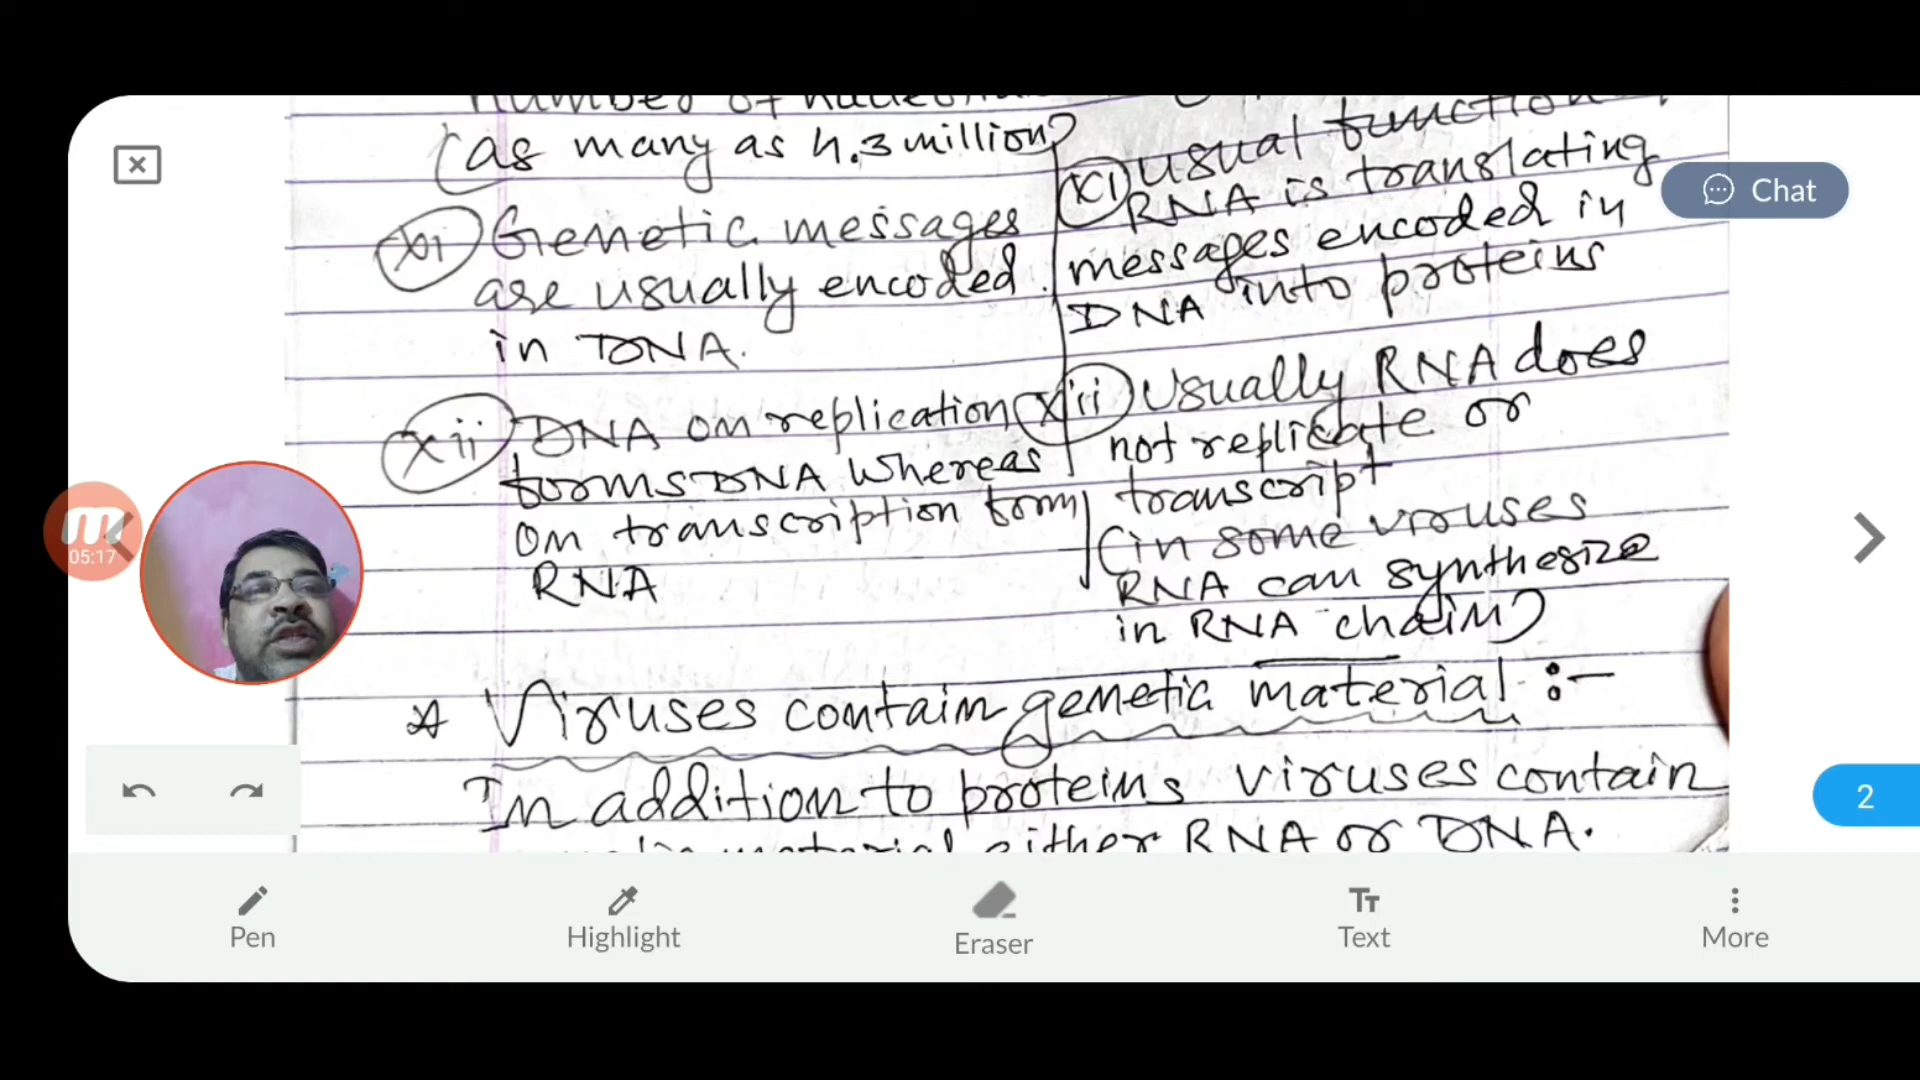 number of
(as many as 4.3 million)
xi Genetic messages
are usually encoded
in DNA.
xii DNA on replication
forms DNA whereas
on transcription form
RNA
xi usual function
RNA is translating
messages encoded in
DNA into proteins
xii Usually RNA does
not replicate or
transcript
(in some viruses
RNA can synthesize
in RNA chain)
Viruses contain genetic material :-
In addition to proteins viruses contain
material either RNA or DNA.
Chat
05:17
2
Pen
Highlight
Eraser
Text
More